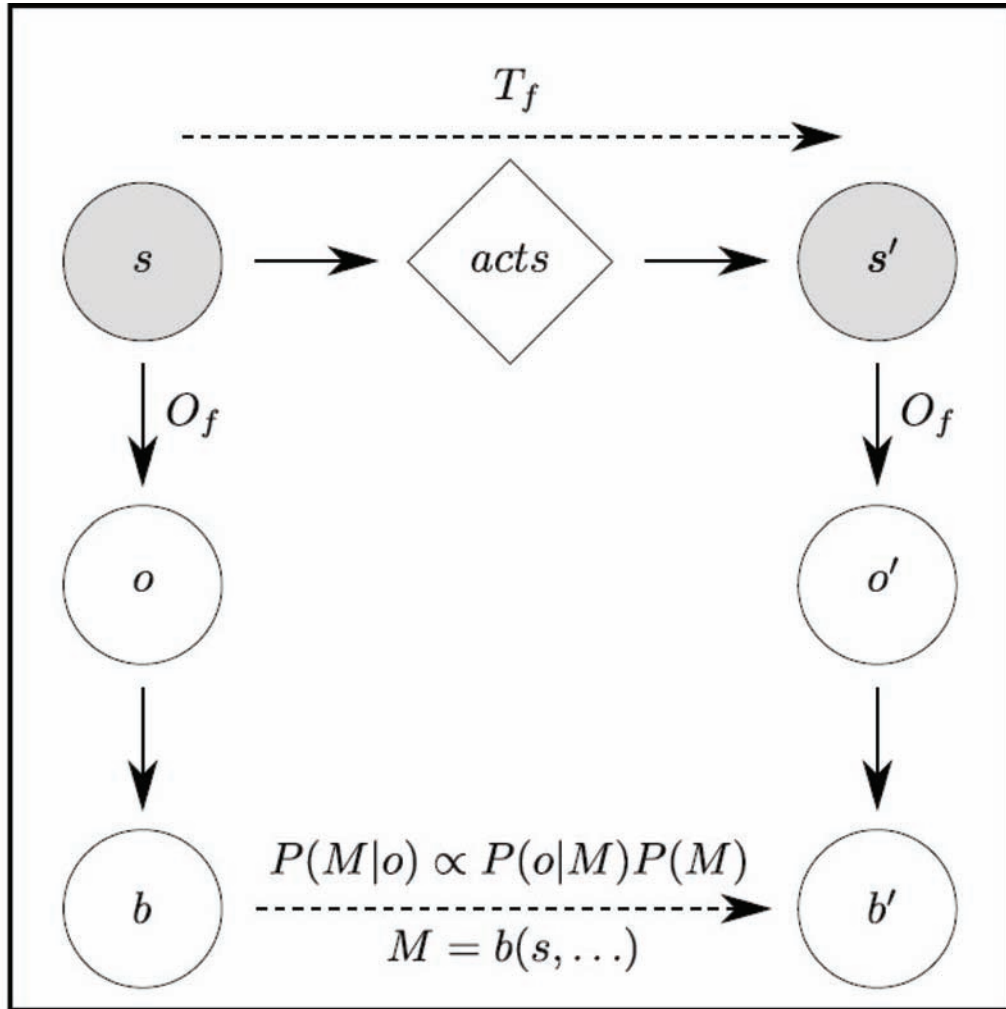 T_f
s acts s′
O_f O_f
o o′
P(M|o) ∝ P(o|M)P(M)
b b′
M = b(s, . . .)